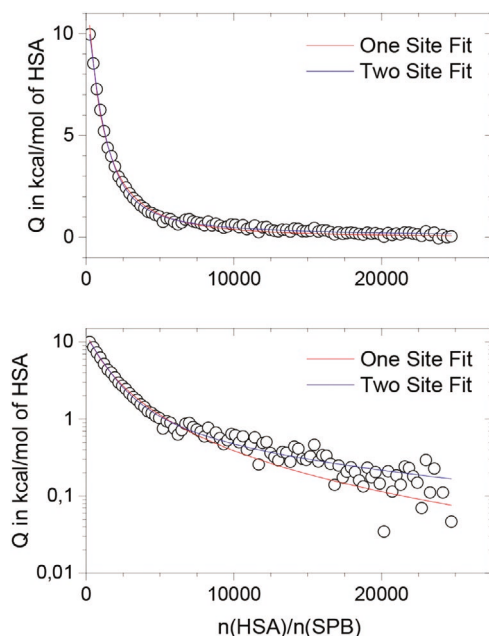 Q in kcal/mol of HSA
10
5
0
One Site Fit
Two Site Fit
0
10000
20000
Q in kcal/mol of HSA
10
1
0.1
0,01
One Site Fit
Two Site Fit
0
10000
20000
n(HSA)/n(SPB)